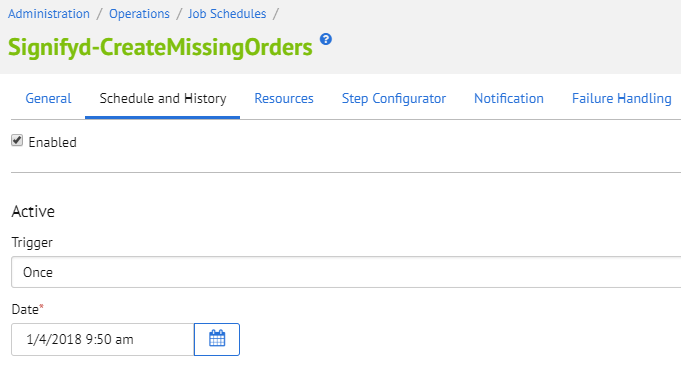 Administration / Operations / Job Schedules /
Signifyd-CreateMissingOrders ?
General Schedule and History Resources Step Configurator Notification Failure Handling
Enabled
Active
Trigger
Once
Date*
1/4/2018 9:50 am